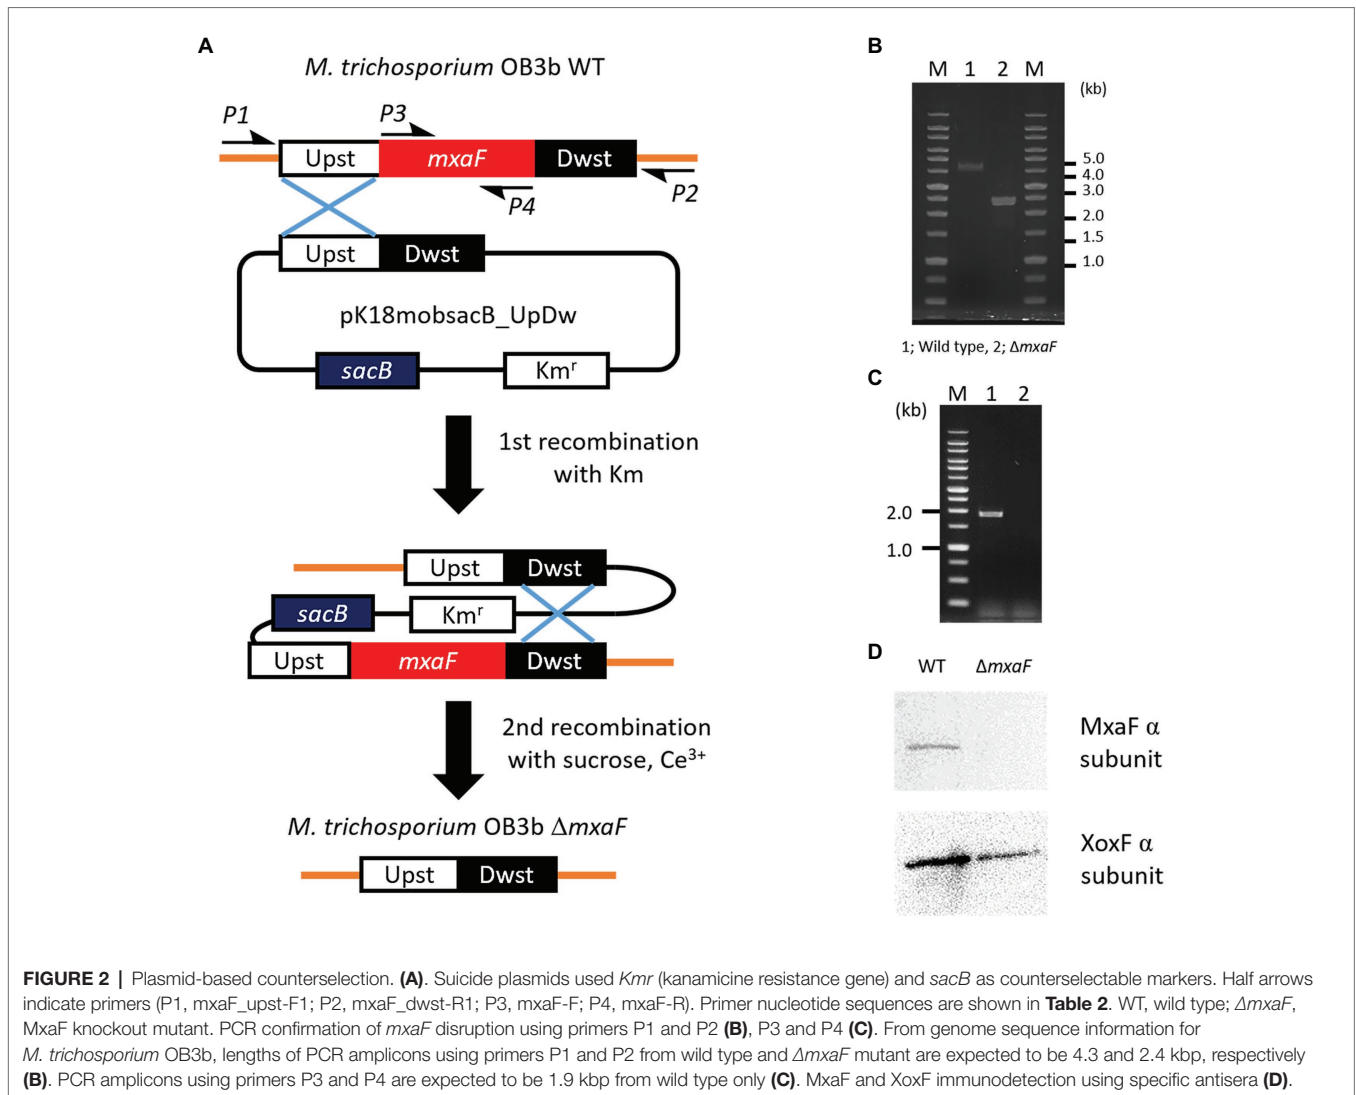 A
M. trichosporium OB3b WT
P1
P3
Upst
mxaF
Dwst
P4
P2
Upst
Dwst
pK18mobsacB_UpDw
sacB
Kmʳ
1st recombination
with Km
Upst
Dwst
sacB
Kmʳ
Upst
mxaF
Dwst
2nd recombination
with sucrose, Ce³⁺
M. trichosporium OB3b ΔmxaF
Upst
Dwst
B
M 1 2 M
(kb)
5.0
4.0
3.0
2.0
1.5
1.0
1; Wild type, 2; ΔmxaF
C
M 1 2
(kb)
2.0
1.0
D
WT ΔmxaF
MxaF α
subunit
XoxF α
subunit
FIGURE 2 | Plasmid-based counterselection. (A). Suicide plasmids used Kmr (kanamicine resistance gene) and sacB as counterselectable markers. Half arrows
indicate primers (P1, mxaF_upst-F1; P2, mxaF_dwst-R1; P3, mxaF-F; P4, mxaF-R). Primer nucleotide sequences are shown in Table 2. WT, wild type; ΔmxaF,
MxaF knockout mutant. PCR confirmation of mxaF disruption using primers P1 and P2 (B), P3 and P4 (C). From genome sequence information for
M. trichosporium OB3b, lengths of PCR amplicons using primers P1 and P2 from wild type and ΔmxaF mutant are expected to be 4.3 and 2.4 kbp, respectively
(B). PCR amplicons using primers P3 and P4 are expected to be 1.9 kbp from wild type only (C). MxaF and XoxF immunodetection using specific antisera (D).